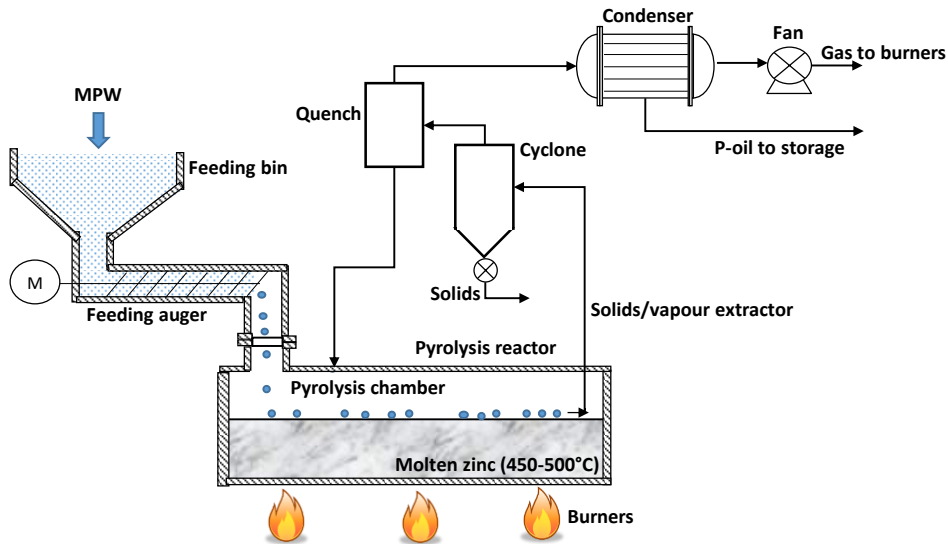 Condenser
Fan
Gas to burners
MPW
Quench
P-oil to storage
Cyclone
Feeding bin
M
Solids
Feeding auger
Solids/vapour extractor
Pyrolysis reactor
Pyrolysis chamber
Molten zinc (450-500°C)
Burners